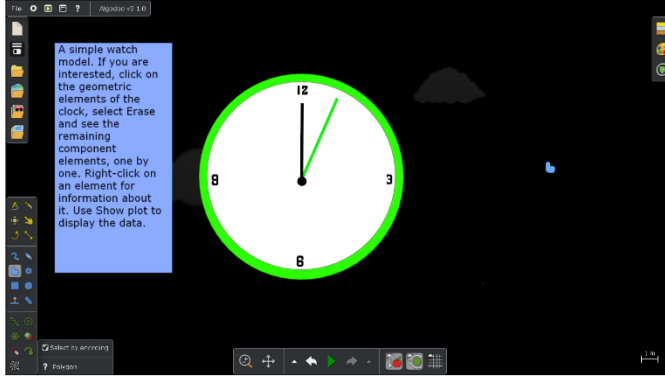 File ? Algodoo v2.1.0
A simple watch
model. If you are
interested, click on
the geometric
elements of the
clock, select Erase
and see the
remaining
component
elements, one by
one. Right-click on
an element for
information about
it. Use Show plot to
display the data.
12
9
3
6
Select by encircling
? Polygon
1 m